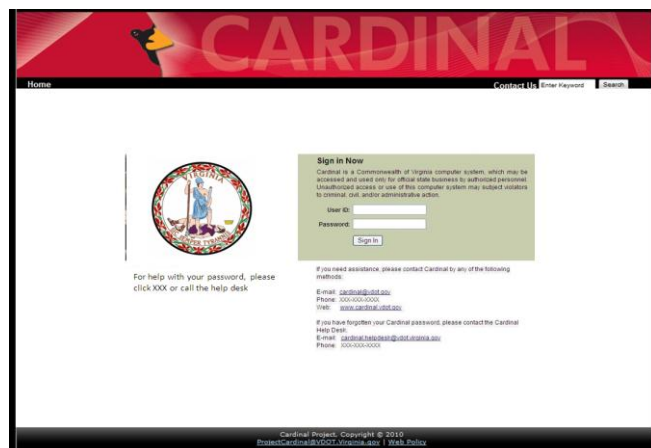 CARDINAL
Home
Contact Us
Enter Keyword
Search
VIRGINIA
For help with your password, please
click XXX or call the help desk
Sign in Now
Cardinal is a Commonwealth of Virginia computer system, which may be
accessed and used only for official state business by authorized personnel.
Unauthorized access or use of this computer system may subject violators
to criminal, civil, and/or administrative action.
User ID:
Password:
Sign In
If you need assistance, please contact Cardinal by any of the following
methods:
E-mail: cardinal@vdot.gov
Phone: XXX-XXX-XXXX
Web: www.cardinal.vdot.gov
If you have forgotten your Cardinal password, please contact the Cardinal
Help Desk.
E-mail: cardinal.helpdesk@vdot.virginia.gov
Phone: XXX-XXX-XXXX
Cardinal Project, Copyright © 2010
ProjectCardinal@VDOT.Virginia.gov | Web Policy